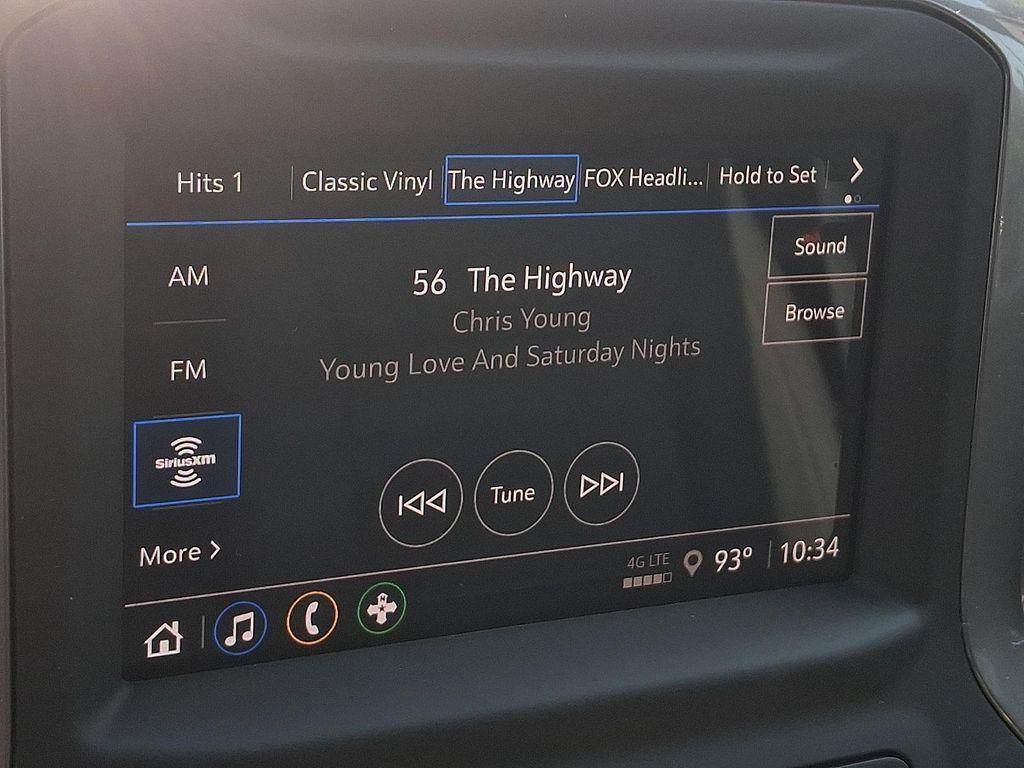 Hits 1
Classic Vinyl
The Highway
FOX Headli...
Hold to Set
Sound
Browse
AM
FM
SiriusXM
More
56 The Highway
Chris Young
Young Love And Saturday Nights
Tune
4G LTE
93°
10:34
N